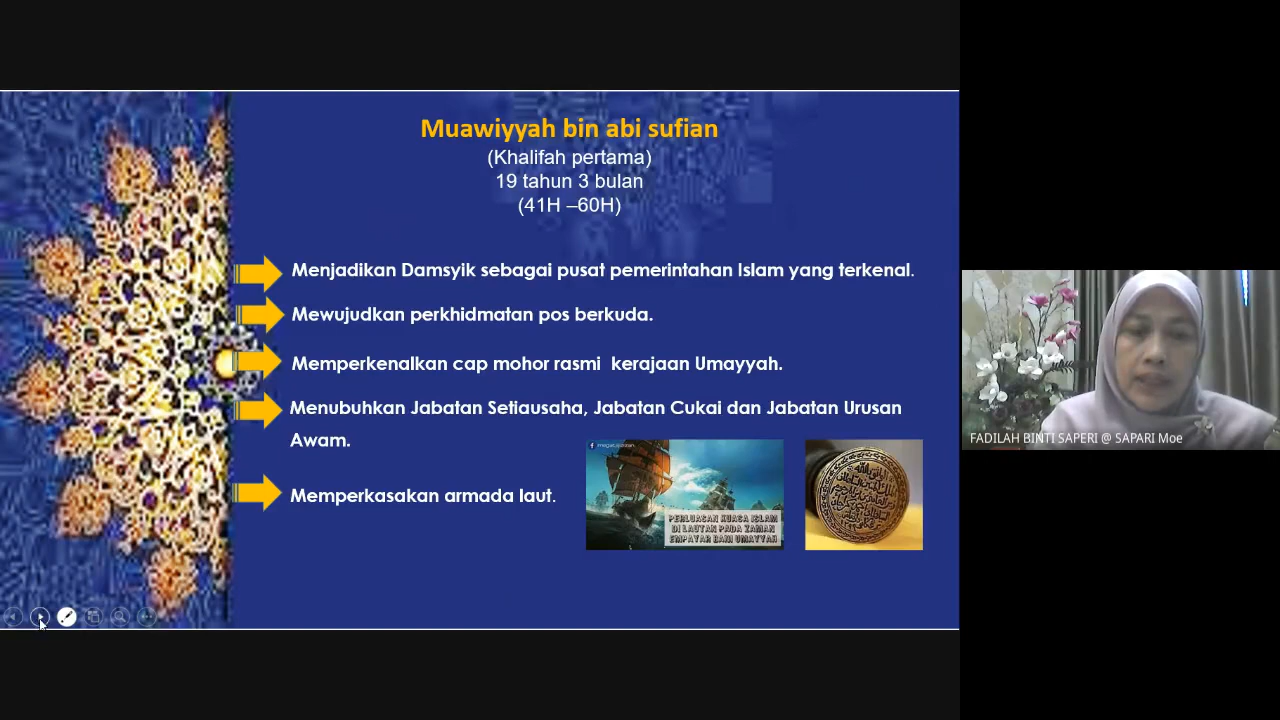 Muawiyyah bin abi sufian
(Khalifah pertama)
19 tahun 3 bulan
(41H –60H)
Menjadikan Damsyik sebagai pusat pemerintahan Islam yang terkenal.
Mewujudkan perkhidmatan pos berkuda.
Memperkenalkan cap mohor rasmi kerajaan Umayyah.
Menubuhkan Jabatan Setiausaha, Jabatan Cukai dan Jabatan Urusan
Awam.
Memperkasakan armada laut.
PERLUASAN KUASA ISLAM
DI LAUTAN PADA ZAMAN
EMPAYAR BANI UMAYYAH
FADILAH BINTI SAPERI @ SAPARI Moe